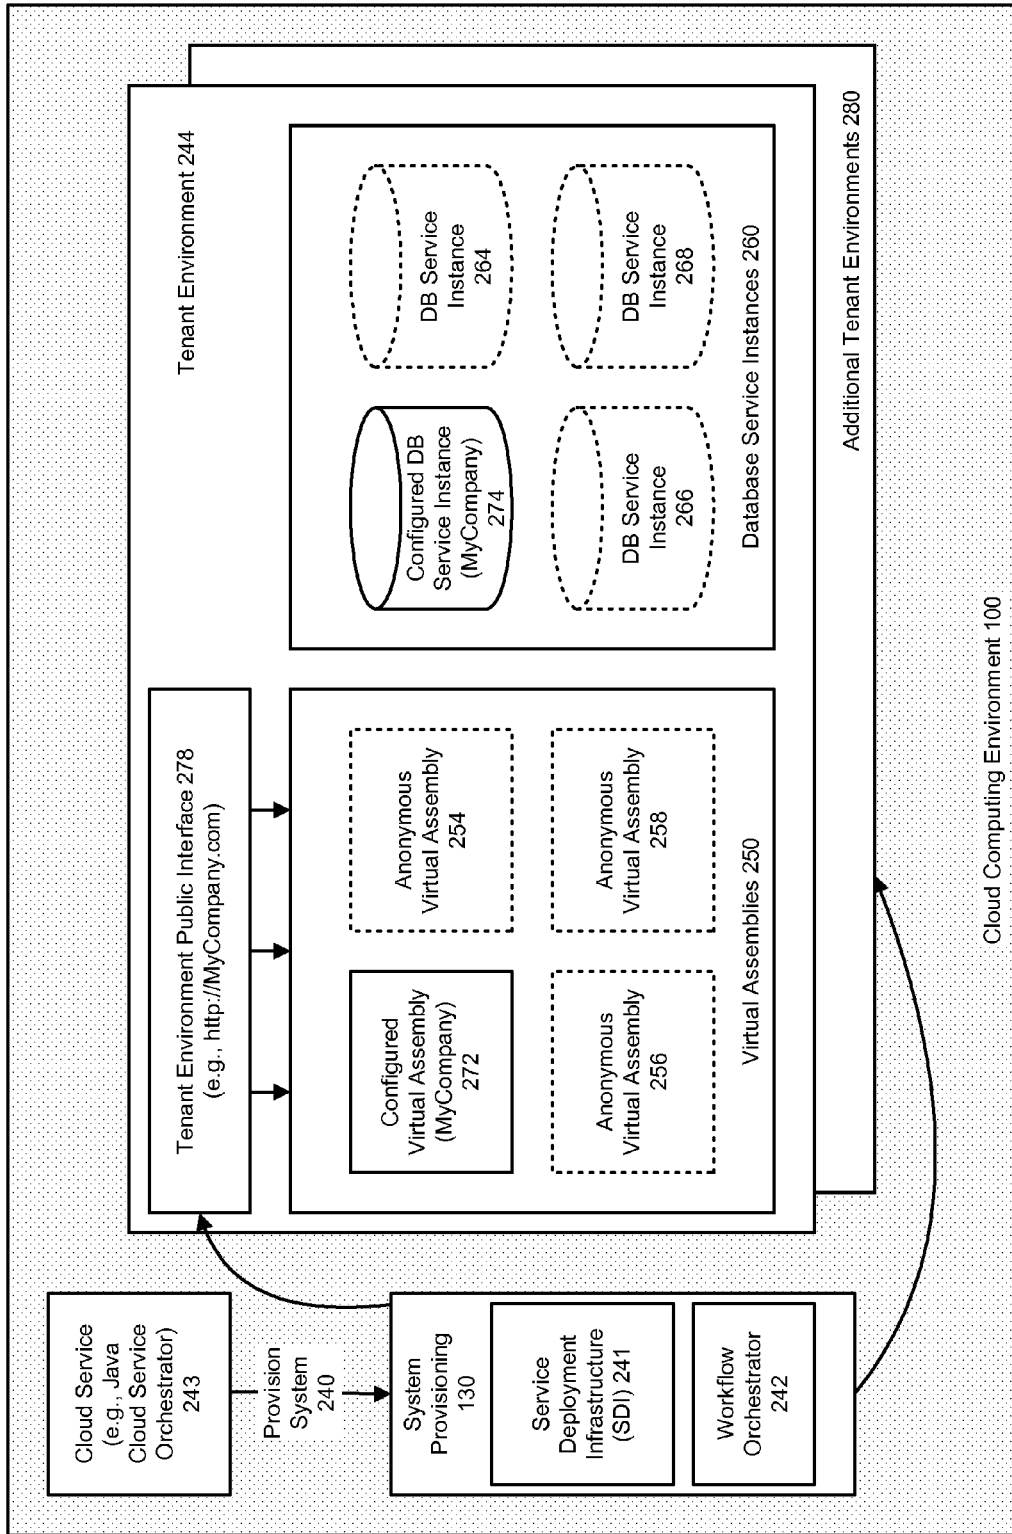 Cloud Service
(e.g., Java
Cloud Service
Orchestrator)
243
Provision
System
240
System
Provisioning
130
Service
Deployment
Infrastructure
(SDI) 241
Workflow
Orchestrator
242
Tenant Environment Public Interface 278
(e.g., http://MyCompany.com)
Tenant Environment 244
Configured
Virtual Assembly
(MyCompany)
272
Anonymous
Virtual Assembly
254
Anonymous
Virtual Assembly
256
Anonymous
Virtual Assembly
258
Virtual Assemblies 250
Configured DB
Service Instance
(MyCompany)
274
DB Service
Instance
264
DB Service
Instance
266
DB Service
Instance
268
Database Service Instances 260
Additional Tenant Environments 280
Cloud Computing Environment 100